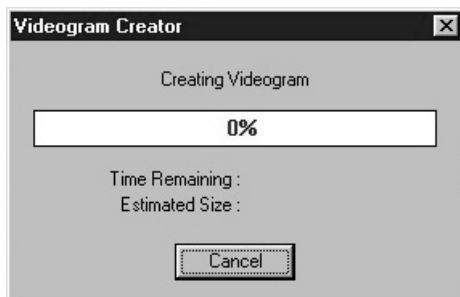 Videogram Creator
Creating Videogram
0%
Time Remaining :
Estimated Size :
Cancel